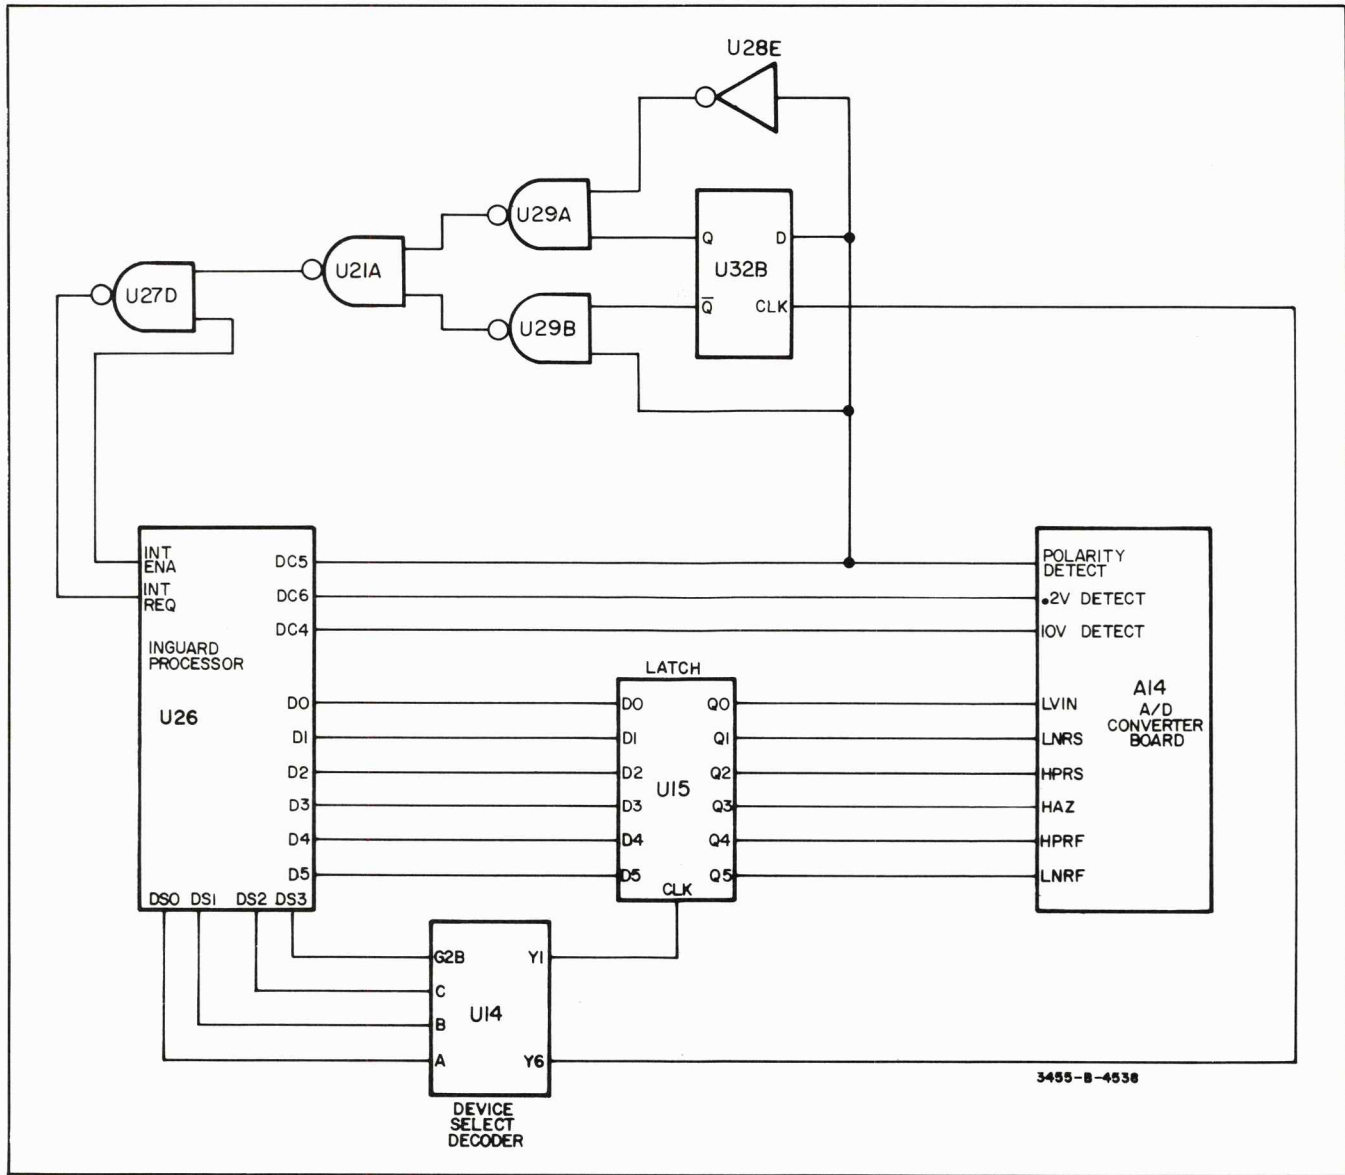 U28E
U29A
Q
D
U32B
U21A
U27D
Q̅
CLK
U29B
INT
ENA
DC5
POLARITY
DETECT
INT
REQ
DC6
.2V DETECT
DC4
10V DETECT
INGUARD
PROCESSOR
LATCH
U26
A14
A/D
CONVERTER
BOARD
D0
D0
Q0
LVIN
D1
D1
Q1
LNRS
D2
D2
Q2
HPRS
U15
D3
D3
Q3
HAZ
D4
D4
Q4
HPRF
D5
D5
Q5
LNRF
CLK
DS0 DS1 DS2 DS3
G2B
Y1
C
U14
B
A
Y6
3455-B-4538
DEVICE
SELECT
DECODER